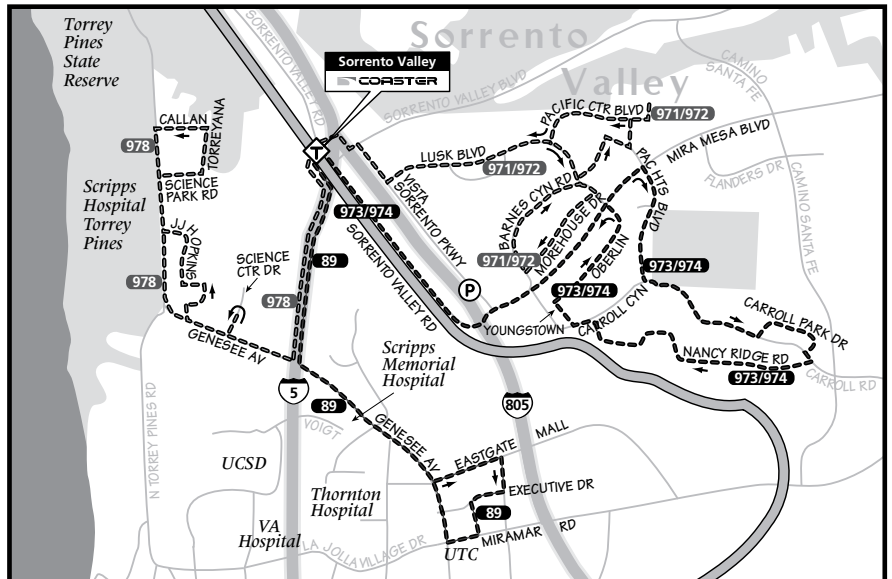 Torrey
Pines
State
Reserve
SORRENTO VALLEY RD
Sorrento
Valley
Sorrento Valley
COASTER
SORRENTO VALLEY BLVD
CAMINO
SANTA FE
PACIFIC CTR BLVD
971/972
MIRA MESA BLVD
CALLAN
TORREYANA
978
T
LUSK BLVD
971/972
PAC HTS BLVD
FLANDERS DR
CAMINO SANTA FE
SCIENCE
PARK RD
Scripps
Hospital
Torrey
Pines
VISTA
SORRENTO PKWY
BARNES CYN RD
MOREHOUSE DR
973/974
JJ HOPKINS
SCIENCE
CTR DR
89
SORRENTO VALLEY RD
971/972
OBERLIN
973/974
978
978
P
973/974
CARROLL CYN
YOUNGSTOWN
CARROLL PARK DR
GENESEE AV
NANCY RIDGE RD
973/974
CARROLL RD
Scripps
Memorial
Hospital
5
805
N TORREY PINES RD
89
VOIGT
GENESEE AV
EASTGATE MALL
UCSD
EXECUTIVE DR
Thornton
Hospital
89
VA
Hospital
LA JOLLA VILLAGE DR
UTC
MIRAMAR RD